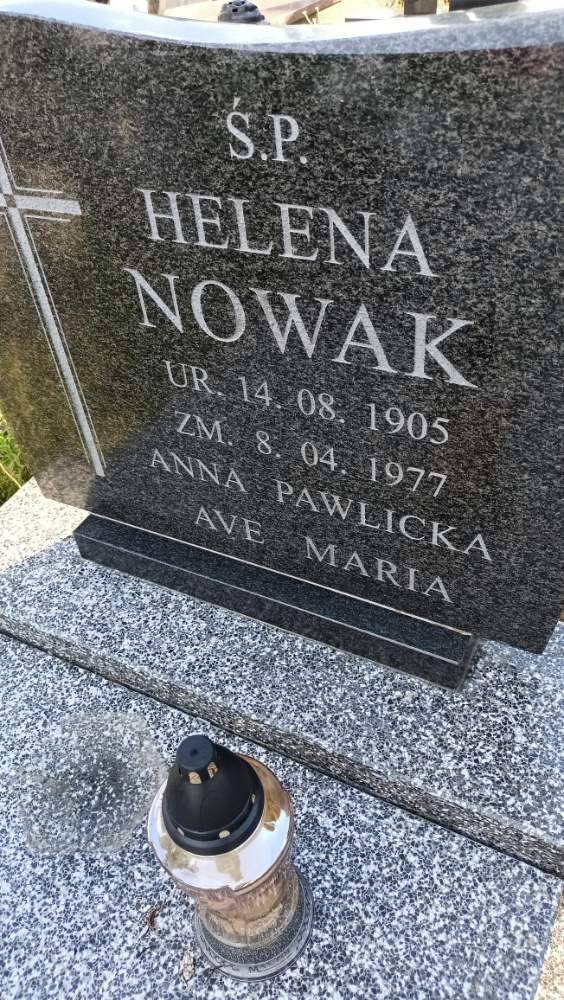 Ś.P.
HELENA
NOWAK
UR. 14. 08. 1905
ZM. 8. 04. 1977
ANNA PAWLICKA
AVE MARIA